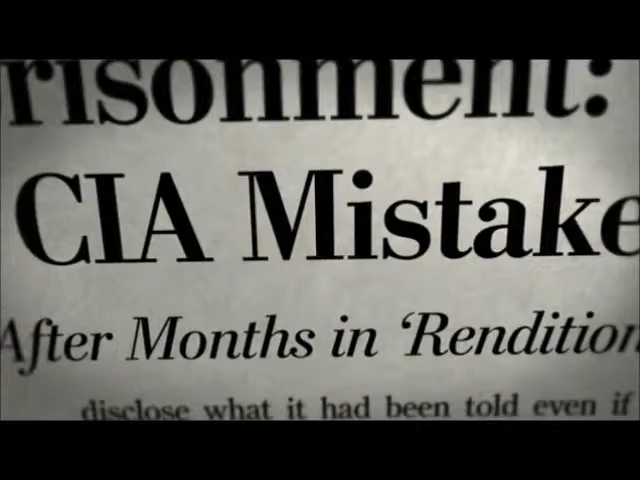 risonment:
CIA Mistake
After Months in ‘Rendition
disclose what it had been told even if